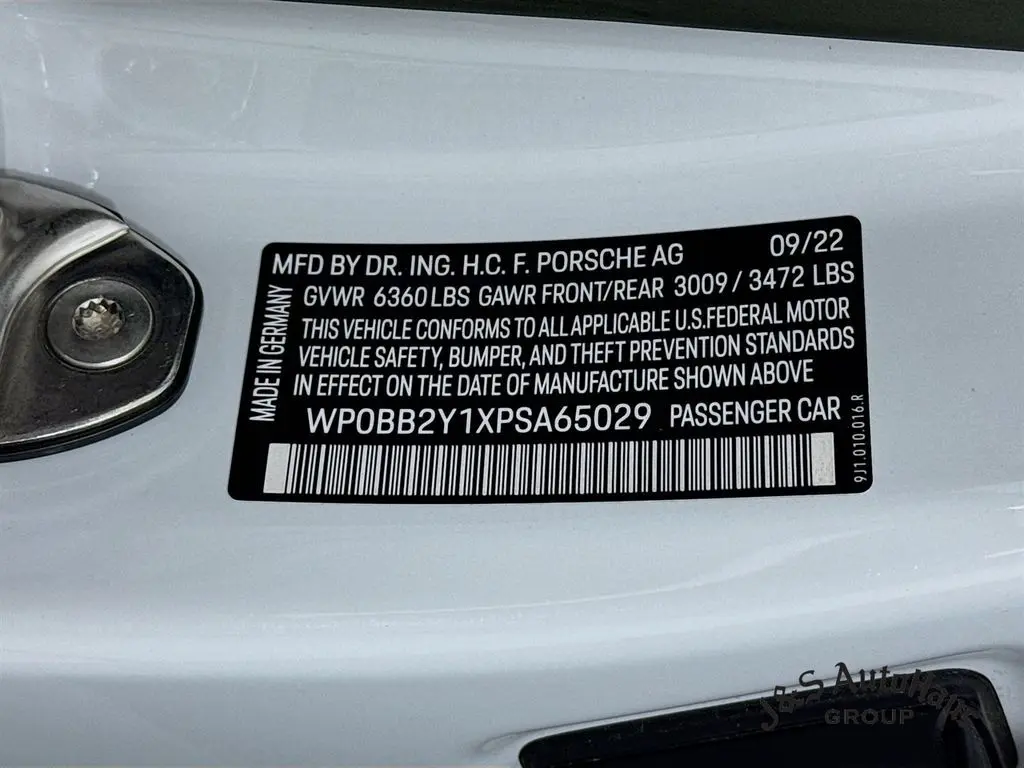 MFD BY DR. ING. H.C. F. PORSCHE AG 09/22
GVWR 6360 LBS GAWR FRONT/REAR 3009 / 3472 LBS
THIS VEHICLE CONFORMS TO ALL APPLICABLE U.S.FEDERAL MOTOR
VEHICLE SAFETY, BUMPER, AND THEFT PREVENTION STANDARDS
IN EFFECT ON THE DATE OF MANUFACTURE SHOWN ABOVE
WP0BB2Y1XPSA65029 PASSENGER CAR
MADE IN GERMANY
9J1.010.016.R
AutoHaus
GROUP